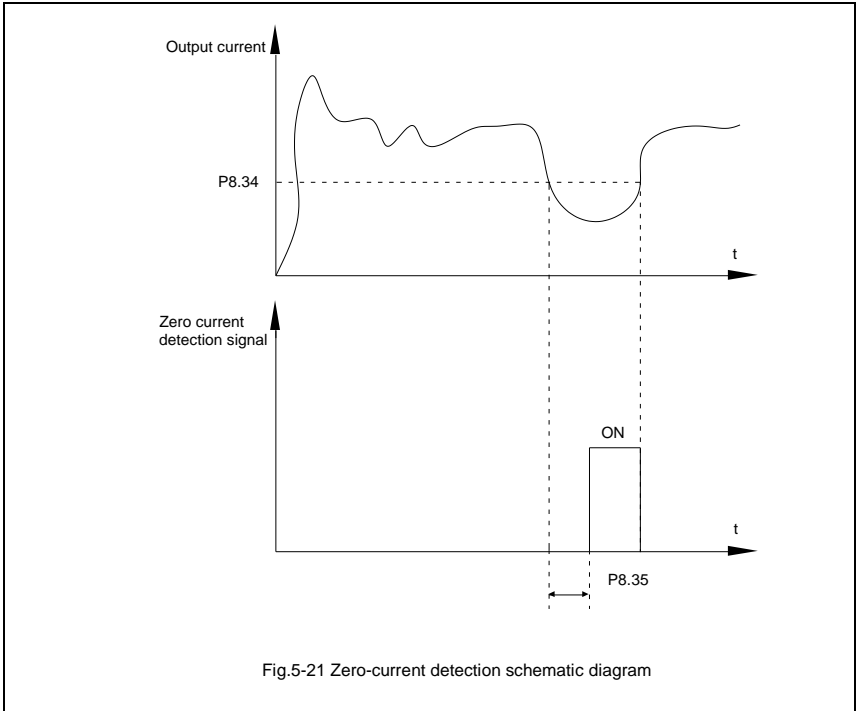 Output current
P8.34
t
Zero current
detection signal
ON
t
P8.35
Fig.5-21 Zero-current detection schematic diagram